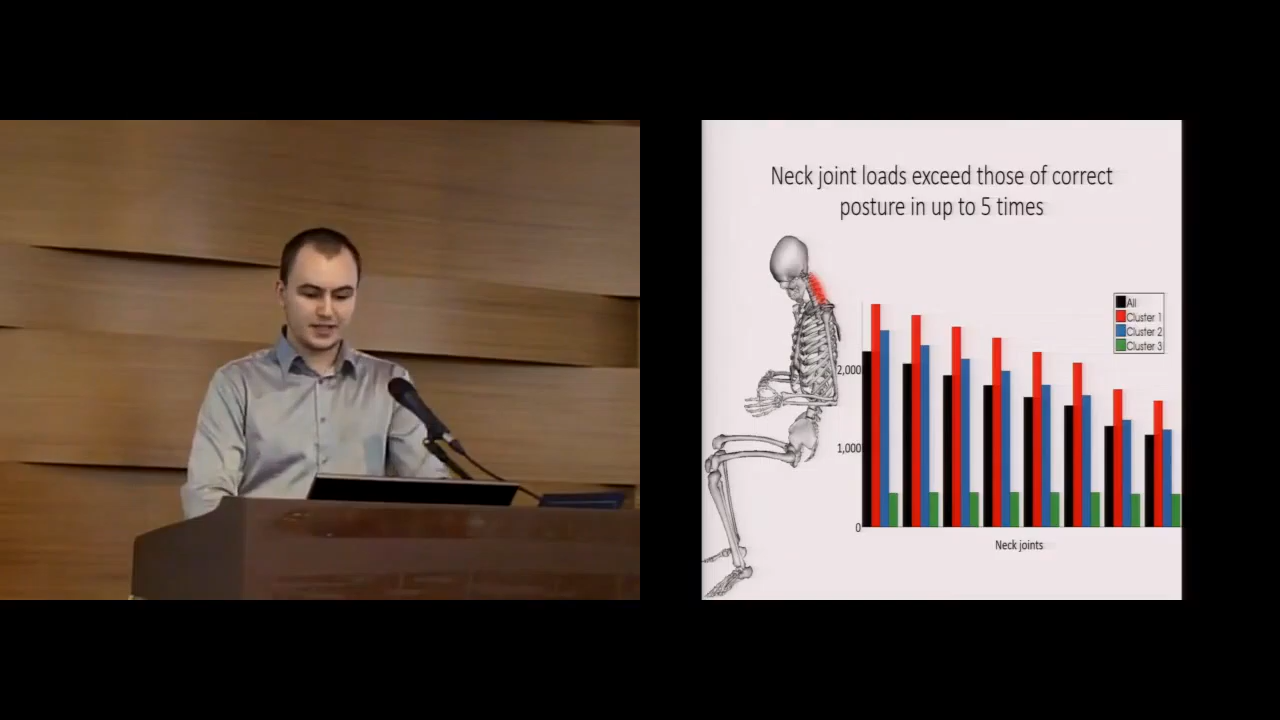 Neck joint loads exceed those of correct
posture in up to 5 times
All
Cluster 1
Cluster 2
Cluster 3
2,000
1,000
0
Neck joints